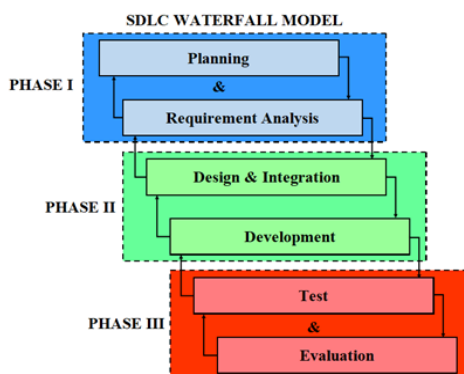 SDLC WATERFALL MODEL
Planning
PHASE I
&
Requirement Analysis
Design & Integration
PHASE II
Development
Test
PHASE III
&
Evaluation